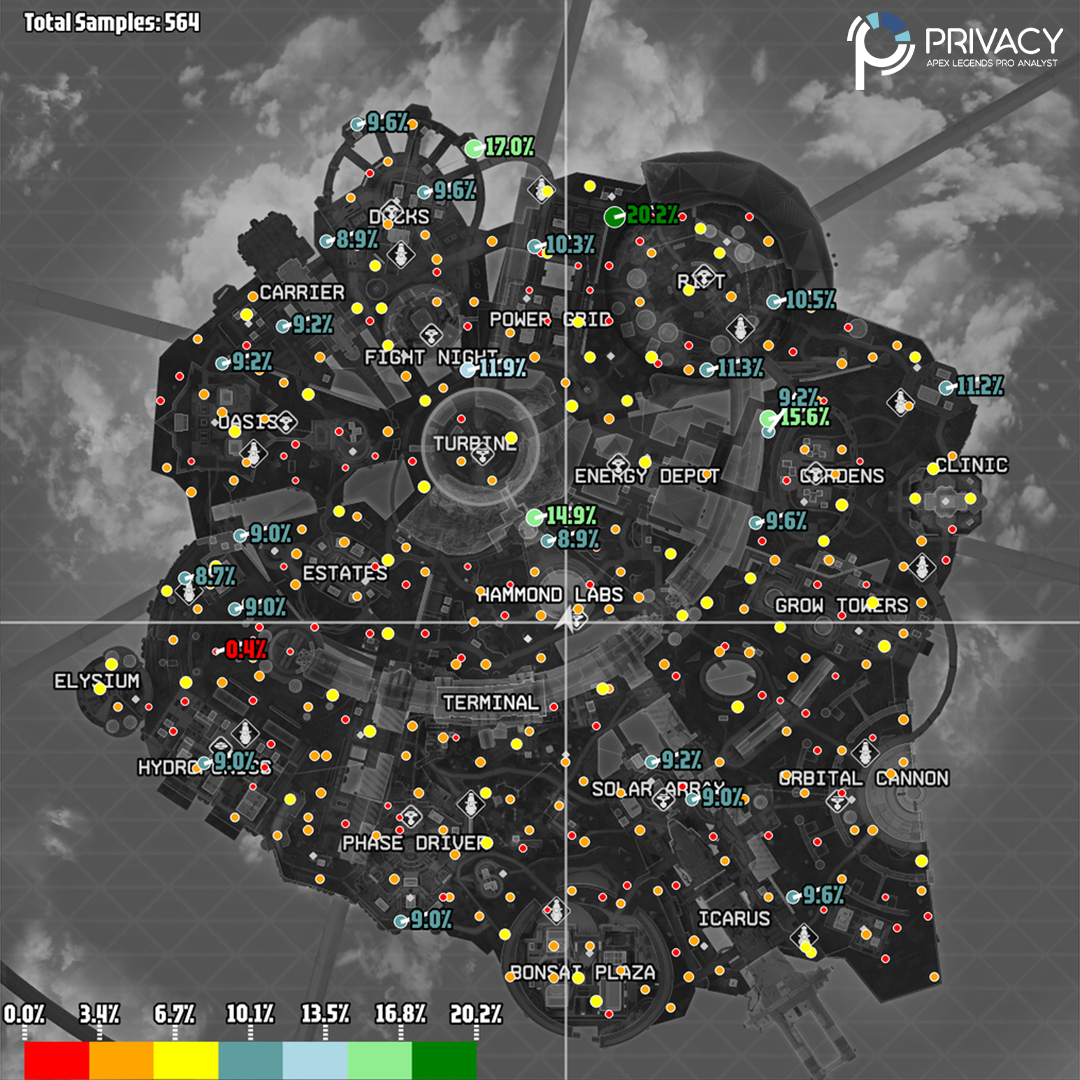 Total Samples: 564
PRIVACY
APEX LEGENDS PRO ANALYST
9.6%
17.0%
9.6%
DOCKS
20.2%
8.9%
10.3%
RIFT
CARRIER
10.5%
9.2%
POWER GRID
FIGHT NIGHT
9.2%
11.9%
11.3%
11.2%
9.2%
15.6%
OASIS
TURBINE
ENERGY DEPOT
GARDENS
CLINIC
14.9%
9.6%
9.0%
8.9%
ESTATES
8.7%
HAMMOND LABS
9.0%
GROW TOWERS
0.4%
ELYSIUM
TERMINAL
HYDROPONICS
9.0%
9.2%
SOLAR ARRAY
9.0%
ORBITAL CANNON
PHASE DRIVER
9.6%
9.0%
ICARUS
BONSAI PLAZA
0.0% 3.4% 6.7% 10.1% 13.5% 16.8% 20.2%